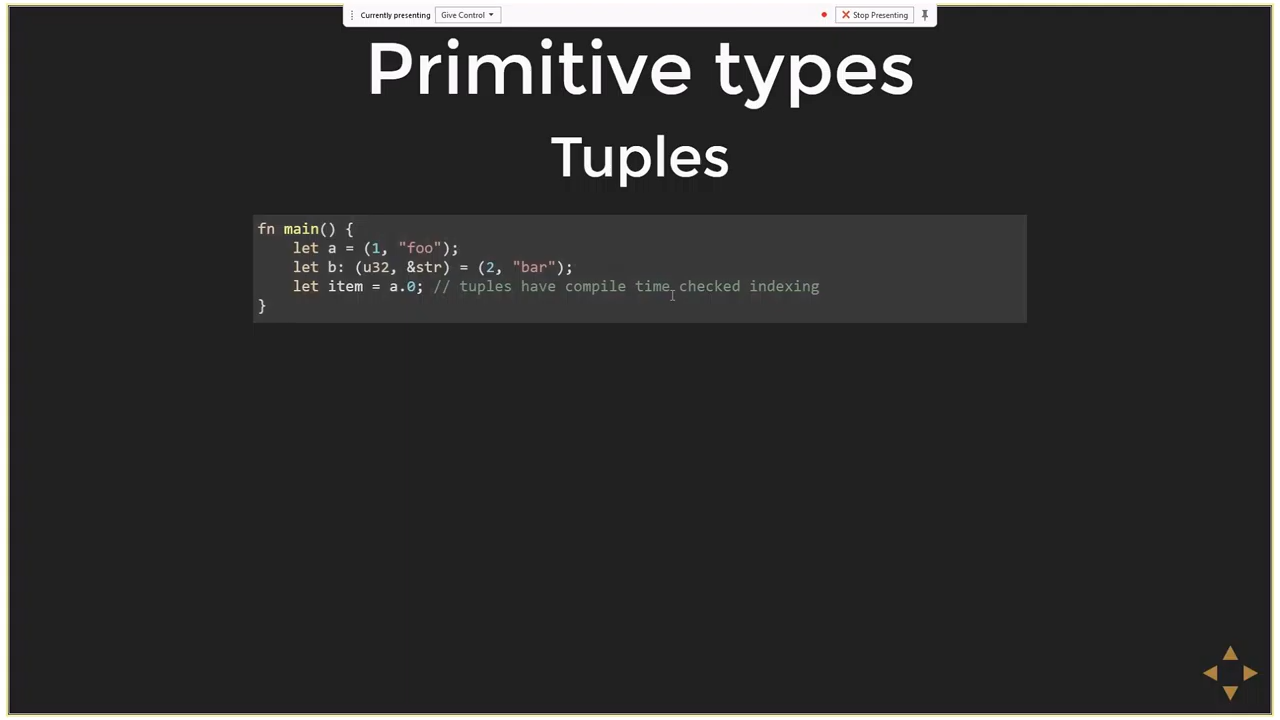 Currently presenting Give Control Stop Presenting
Primitive types
Tuples
fn main() {
    let a = (1, "foo");
    let b: (u32, &str) = (2, "bar");
    let item = a.0; // tuples have compile time checked indexing
}